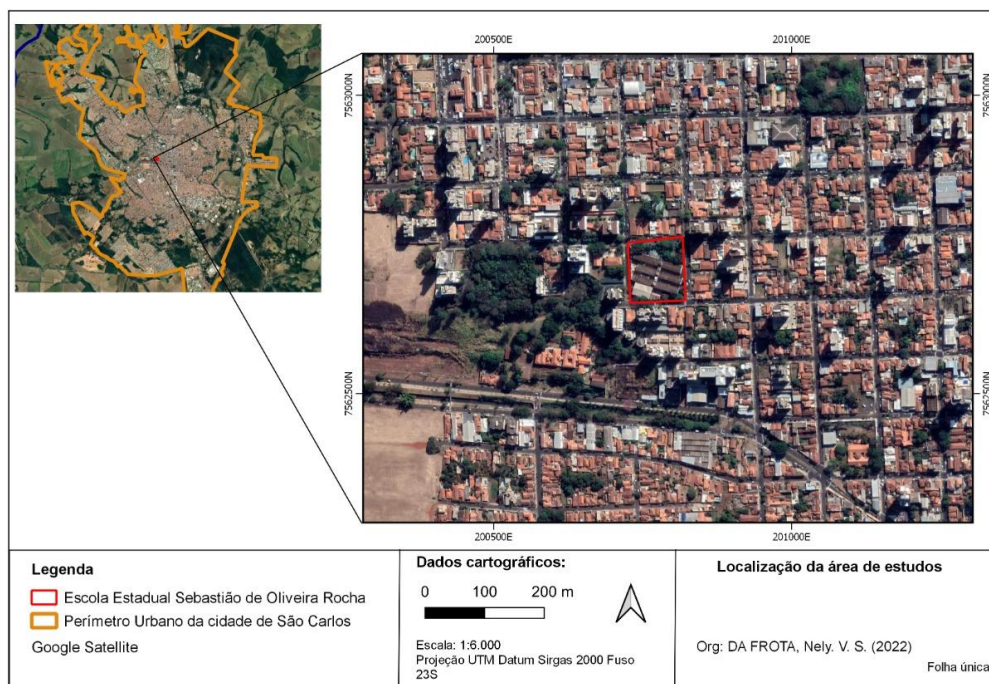 200500E 201000E
7563000N 7563000N
7562500N 7562500N
200500E 201000E
Legenda
Escola Estadual Sebastião de Oliveira Rocha
Perímetro Urbano da cidade de São Carlos
Google Satellite
Dados cartográficos:
0 100 200 m
Escala: 1:6.000
Projeção UTM Datum Sirgas 2000 Fuso
23S
Localização da área de estudos
Org: DA FROTA, Nely. V. S. (2022)
Folha única